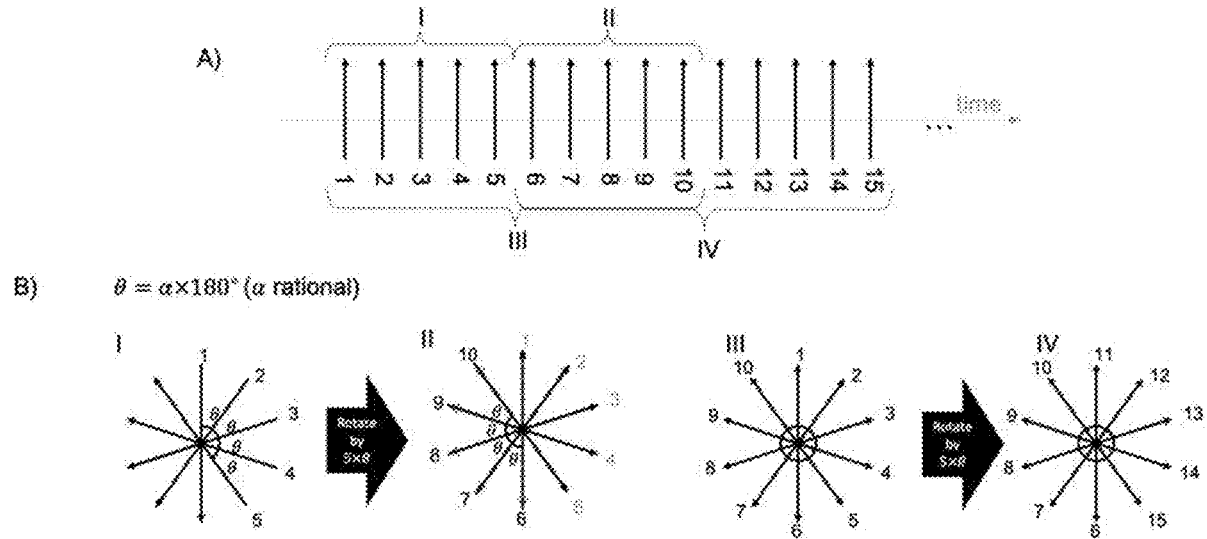 I II
A)
time
...
1 2 3 4 5 6 7 8 9 10 11 12 13 14 15
III IV
B) θ = α×180° (α rational)
I II III IV
1 2 3 4 5
θ θ θ θ
Rotate
by
5×θ
1 2 3 4 5 6 7 8 9 10
θ θ θ θ
1 2 3 4 5 6 7 8 9 10
Rotate
by
5×θ
11 12 13 14 15 6 7 8 9 10